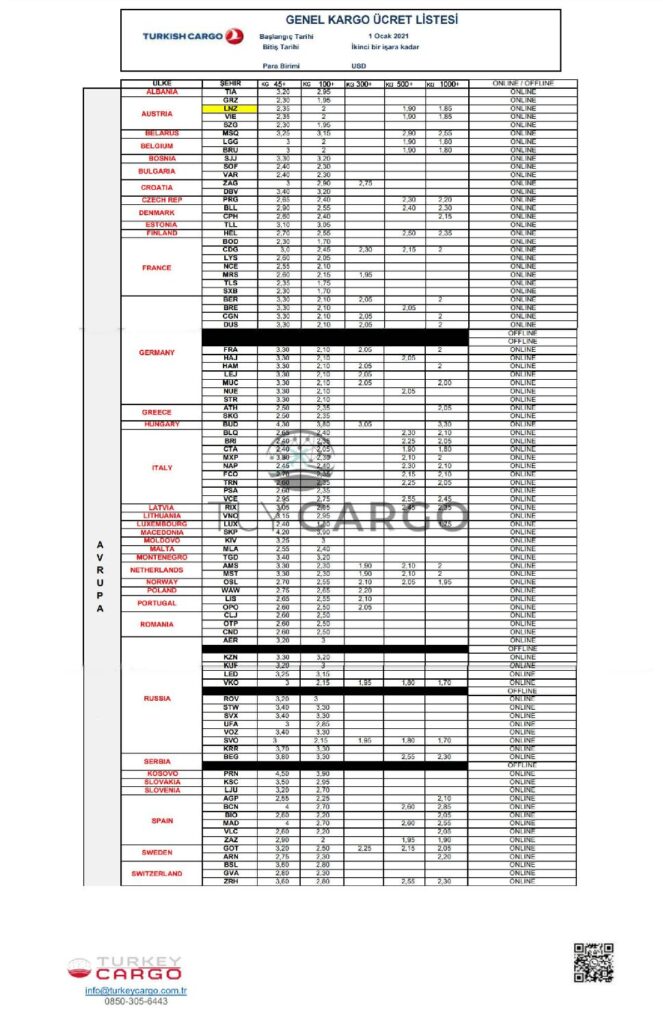 GENEL KARGO ÜCRET LİSTESİ
TURKISH CARGO
Başlangıç Tarihi 1 Ocak 2021
Bitiş Tarihi İkinci bir işara kadar
Para Birimi USD
ÜLKE ŞEHİR KG 45+ KG 100+ KG 300+ KG 500+ KG 1000+ ONLINE / OFFLINE
AVRUPA
ALBANIA TIA 3,20 2,95 ONLINE
AUSTRIA GRZ 2,30 1,95 ONLINE
LNZ 2,35 2 1,90 1,85 ONLINE
VIE 2,35 2 1,90 1,85 ONLINE
SZG 2,30 1,95 ONLINE
BELARUS MSQ 3,25 3,15 2,90 2,55 ONLINE
BELGIUM LGG 3 2 1,90 1,80 ONLINE
BRU 3 2 1,90 1,80 ONLINE
BOSNIA SJJ 3,30 3,20 ONLINE
BULGARIA SOF 2,40 2,30 ONLINE
VAR 2,40 2,30 ONLINE
CROATIA ZAG 3 2,90 2,75 ONLINE
DBV 3,40 3,20 ONLINE
CZECH REP PRG 2,65 2,40 2,30 2,20 ONLINE
DENMARK BLL 2,90 2,55 2,40 2,30 ONLINE
CPH 2,60 2,40 2,15 ONLINE
ESTONIA TLL 3,10 ONLINE
FINLAND HEL 2,70 2,55 2,50 2,35 ONLINE
FRANCE BOD 2,30 1,70 ONLINE
CDG 3,0 2,45 2,30 2,15 2 ONLINE
LYS 2,60 2,05 ONLINE
NCE 2,55 2,10 ONLINE
MRS 2,60 2,15 1,95 ONLINE
TLS 2,35 1,75 ONLINE
SXB 2,30 1,70 ONLINE
GERMANY BER 3,30 2,10 2,05 2 ONLINE
BRE 3,30 2,10 2,05 ONLINE
CGN 3,30 2,10 2,05 2 ONLINE
DUS 3,30 2,10 2,05 2 ONLINE
OFFLINE
OFFLINE
FRA 3,30 2,10 2,05 2 ONLINE
HAJ 3,30 2,10 2,05 ONLINE
HAM 3,30 2,10 2,05 2 ONLINE
LEJ 3,30 2,10 2,05 ONLINE
MUC 3,30 2,10 2,05 2,00 ONLINE
NUE 3,30 2,10 2,05 ONLINE
STR 3,30 2,10 ONLINE
GREECE ATH 2,50 2,35 2,05 ONLINE
SKG 2,50 2,35 ONLINE
HUNGARY BUD 4,30 3,80 3,05 3,30 ONLINE
ITALY BLQ 2,65 2,40 2,30 2,10 ONLINE
BRI 2,40 2,25 2,05 ONLINE
CTA 2,40 2,05 1,90 1,80 ONLINE
MXP 2,10 2 ONLINE
NAP 2,45 2,40 2,30 2,10 ONLINE
FCO 2,70 2,15 2,10 ONLINE
TRN 2,60 2,35 2,25 2,05 ONLINE
PSA 2,60 2,35 ONLINE
VCE 2,95 2,75 2,55 2,45 ONLINE
LATVIA RIX 3,05 2,45 2,35 ONLINE
LITHUANIA VNO 3,15 2,95 ONLINE
LUXEMBOURG LUX 2,40 1,75 ONLINE
MACEDONIA SKP 4,20 3,90 ONLINE
MOLDOVO KIV 3,25 3 ONLINE
MALTA MLA 2,55 2,40 ONLINE
MONTENEGRO TGD 3,40 3,20 ONLINE
NETHERLANDS AMS 3,30 2,30 1,90 2,10 2 ONLINE
MST 3,30 2,30 1,90 2,10 2 ONLINE
NORWAY OSL 2,70 2,55 2,10 2,05 1,95 ONLINE
POLAND WAW 2,75 2,65 2,20 ONLINE
PORTUGAL LIS 2,65 2,55 2,10 ONLINE
OPO 2,60 2,50 2,05 ONLINE
ROMANIA CLJ 2,60 2,50 ONLINE
OTP 2,60 2,50 ONLINE
CND 2,60 2,50 ONLINE
RUSSIA AER 3,20 3 ONLINE
OFFLINE
KZN 3,30 3,20 ONLINE
KUF 3,20 3 ONLINE
LED 3,25 3,15 ONLINE
VKO 3 2,15 1,95 1,80 1,70 ONLINE
OFFLINE
ROV 3,20 3 ONLINE
STW 3,40 3,30 ONLINE
SVX 3,40 3,30 ONLINE
UFA 3 2,85 ONLINE
VOZ 3,40 3,30 ONLINE
SVO 3 2,15 1,95 1,80 1,70 ONLINE
KRR 3,70 3,30 ONLINE
SERBIA BEG 3,80 3,30 2,55 2,30 ONLINE
OFFLINE
KOSOVO PRN 4,50 3,90 ONLINE
SLOVAKIA KSC 3,50 2,95 ONLINE
SLOVENIA LJU 3,20 2,70 ONLINE
SPAIN AGP 2,55 2,25 2,10 ONLINE
BCN 4 2,70 2,60 2,85 ONLINE
BIO 2,60 2,20 2,05 ONLINE
MAD 4 2,70 2,60 2,55 ONLINE
VLC 2,60 2,20 2,05 ONLINE
ZAZ 2,90 2 1,95 1,90 ONLINE
SWEDEN GOT 3,20 2,50 2,25 2,15 2,05 ONLINE
ARN 2,75 2,30 2,20 ONLINE
SWITZERLAND BSL 3,60 2,80 ONLINE
GVA 2,80 2,30 ONLINE
ZRH 3,60 2,80 2,55 2,30 ONLINE
TUYCARGO
TURKEY
CARGO
info@turkeycargo.com.tr
0850-305-6443